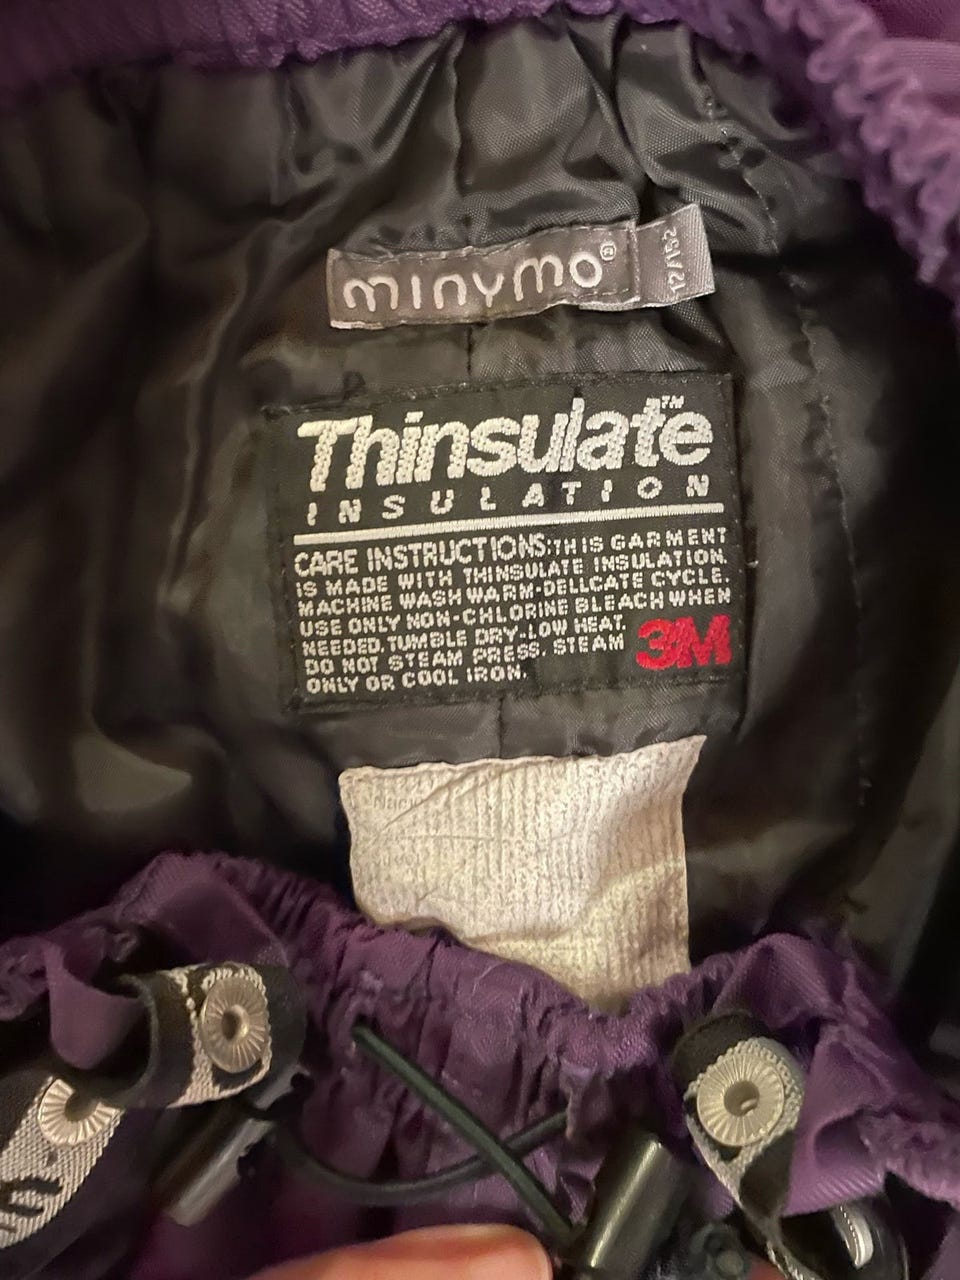 minymo®
12/152
Thinsulate™
INSULATION
CARE INSTRUCTIONS:THIS GARMENT
IS MADE WITH THINSULATE INSULATION.
MACHINE WASH WARM-DELLCATE CYCLE.
USE ONLY NON-CHLORINE BLEACH WHEN
NEEDED, TUMBLE DRY-LOW HEAT.
DO NOT STEAM PRESS. STEAM
ONLY OR COOL IRON.
3M